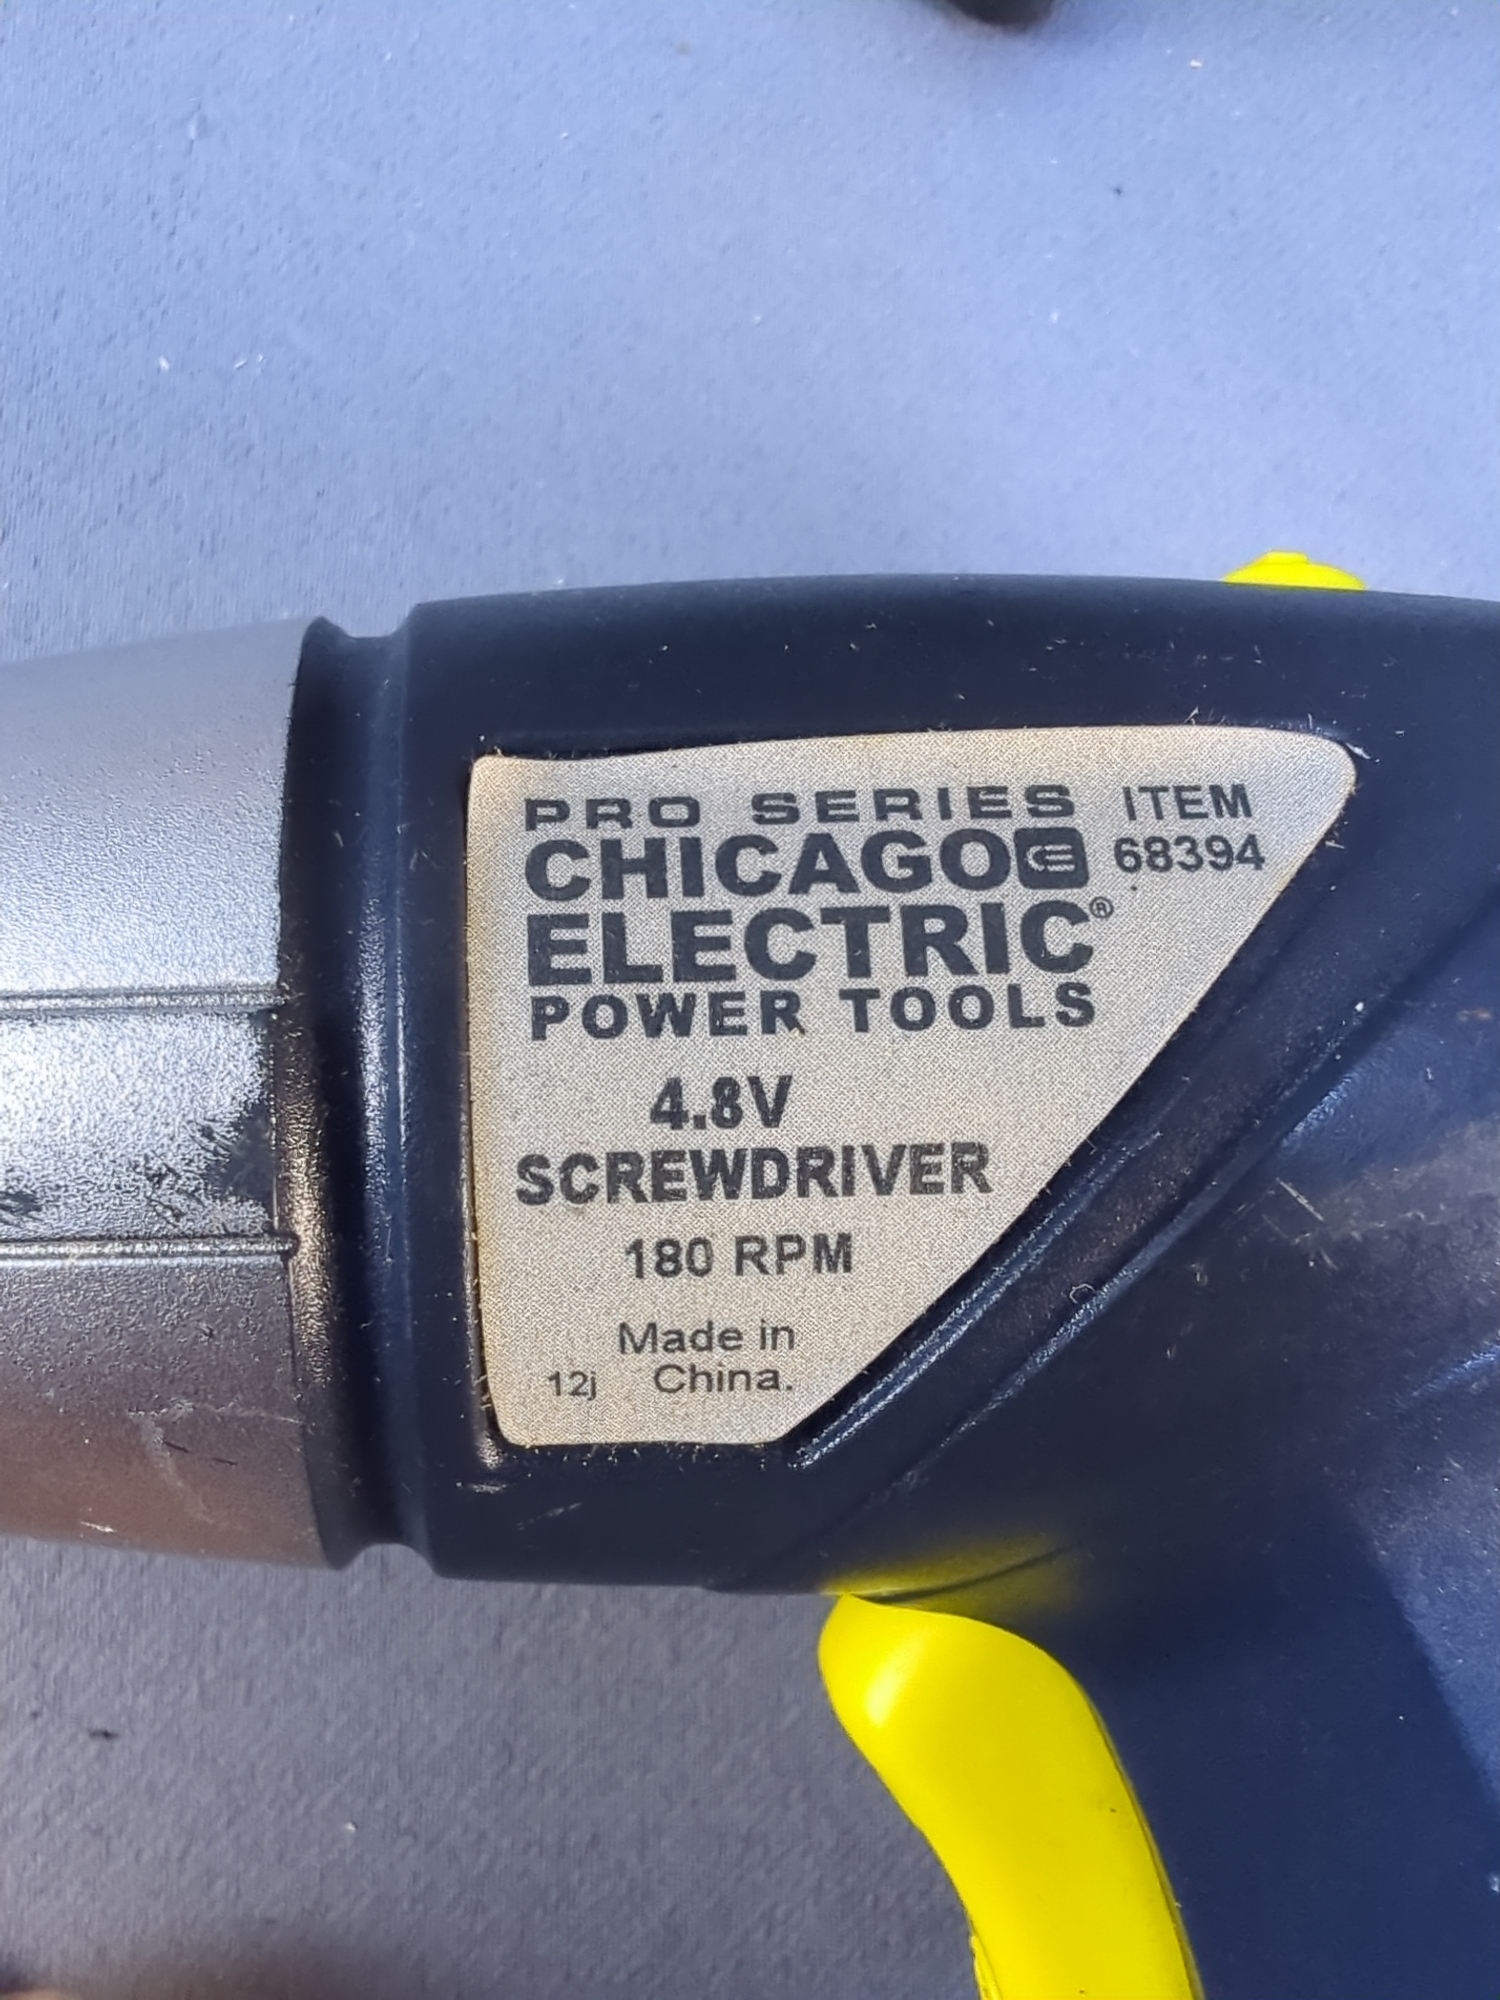 PRO SERIES ITEM
CHICAGO 68394
ELECTRIC®
POWER TOOLS
4.8V
SCREWDRIVER
180 RPM
Made in
12j China.